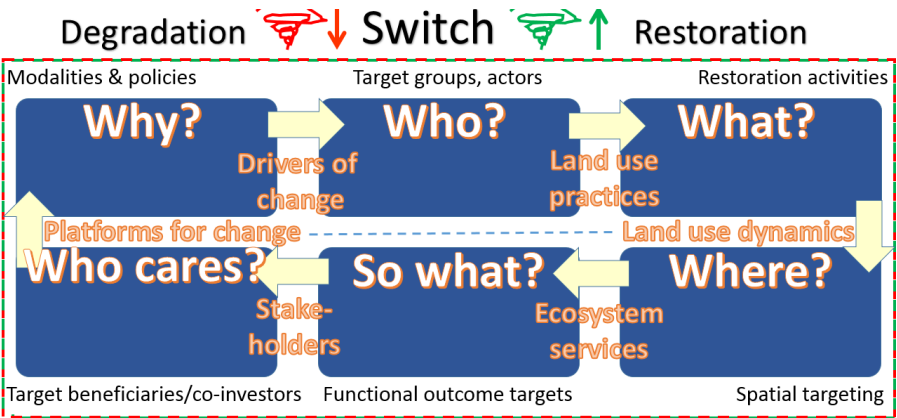 Degradation Switch Restoration
Modalities & policies Target groups, actors Restoration activities
Why? Who? What?
Drivers of
change
Land use
practices
Platforms for change Land use dynamics
Who cares? So what? Where?
Stake-
holders
Ecosystem
services
Target beneficiaries/co-investors Functional outcome targets Spatial targeting